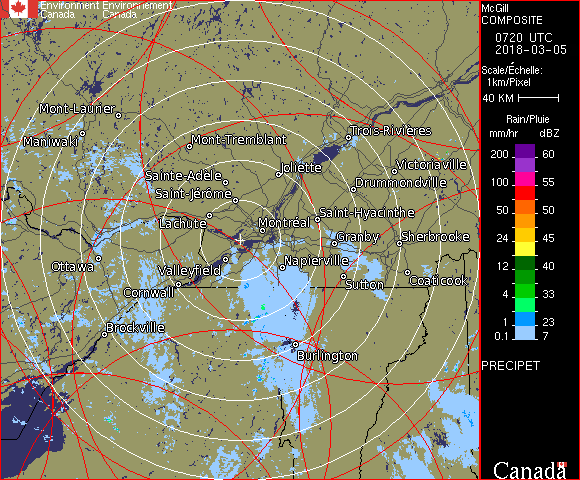 Environment Environnement
Canada Canada
McGill
COMPOSITE
0720 UTC
2018-03-05
Scale/Échelle:
1km/Pixel
40 KM
Rain/Pluie
mm/hr dBZ
200 60
100 55
75 50
50 45
24 45
12 40
4 33
1 23
0.1 7
PRECIPET
Canada
Mont-Laurier
Maniwaki
Mont-Tremblant
Trois-Rivières
Joliette
Victoriaville
Sainte-Adèle
Drummondville
Saint-Jérôme
Saint-Hyacinthe
Lachute
Montréal
Granby
Sherbrooke
Ottawa
Valleyfield
Napierville
Cornwall
Sutton
Coaticook
Brockville
Burlington